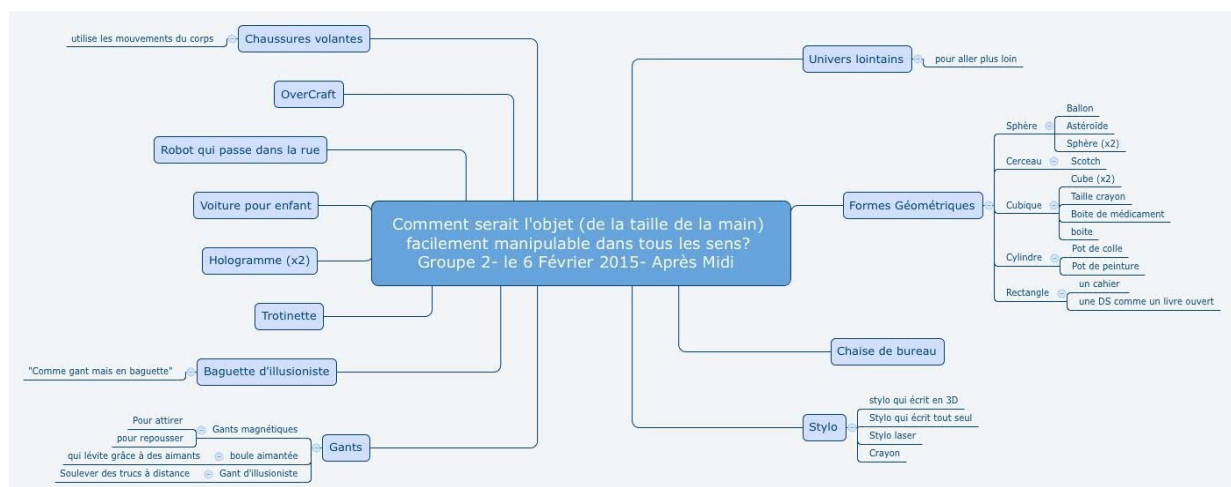 Comment serait l'objet (de la taille de la main)
facilement manipulable dans tous les sens?
Groupe 2- le 6 Février 2015- Après Midi
Chaussures volantes
utilise les mouvements du corps
OverCraft
Robot qui passe dans la rue
Voiture pour enfant
Hologramme (x2)
Trotinette
Baguette d'illusioniste
"Comme gant mais en baguette"
Gants
Gants magnétiques
Pour attirer
pour repousser
boule aimantée
qui lévite grâce à des aimants
Gant d'illusioniste
Soulever des trucs à distance
Univers lointains
pour aller plus loin
Formes Géométriques
Sphère
Ballon
Astéroïde
Sphère (x2)
Cerceau
Scotch
Cubique
Cube (x2)
Taille crayon
Boite de médicament
boite
Cylindre
Pot de colle
Pot de peinture
Rectangle
un cahier
une DS comme un livre ouvert
Chaise de bureau
Stylo
stylo qui écrit en 3D
Stylo qui écrit tout seul
Stylo laser
Crayon